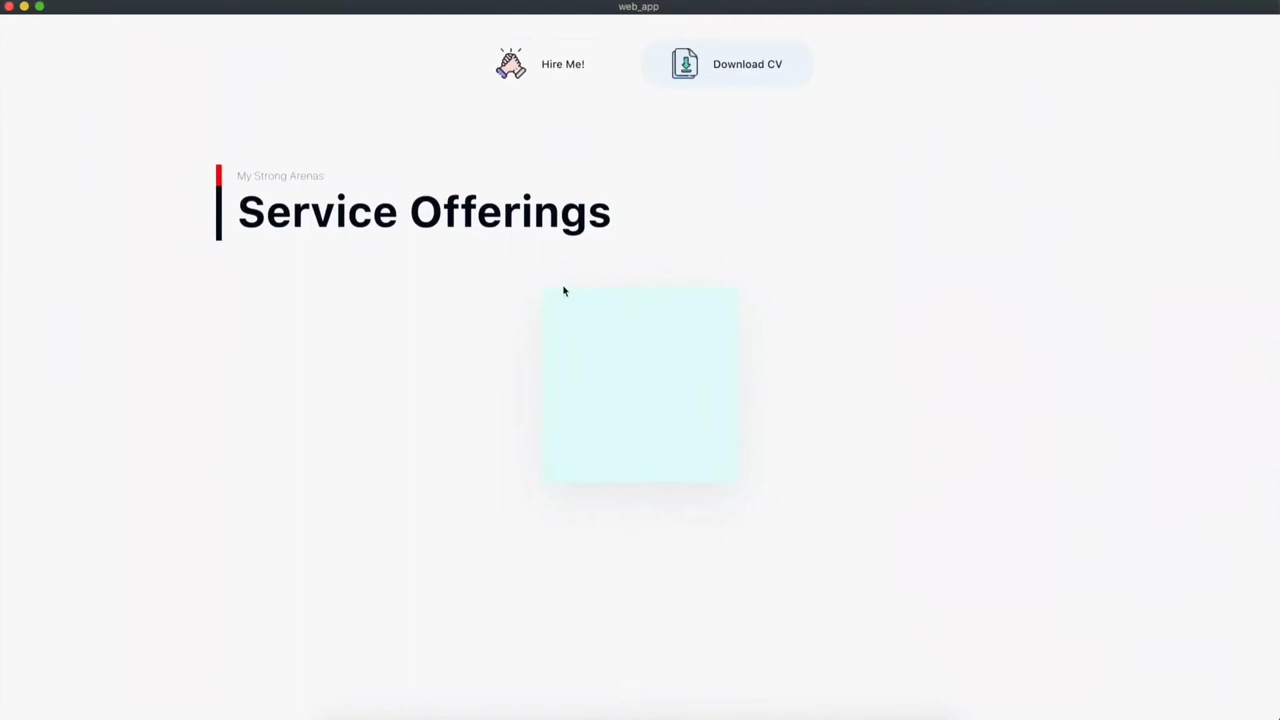 web_app
Hire Me!
Download CV
My Strong Arenas
Service Offerings